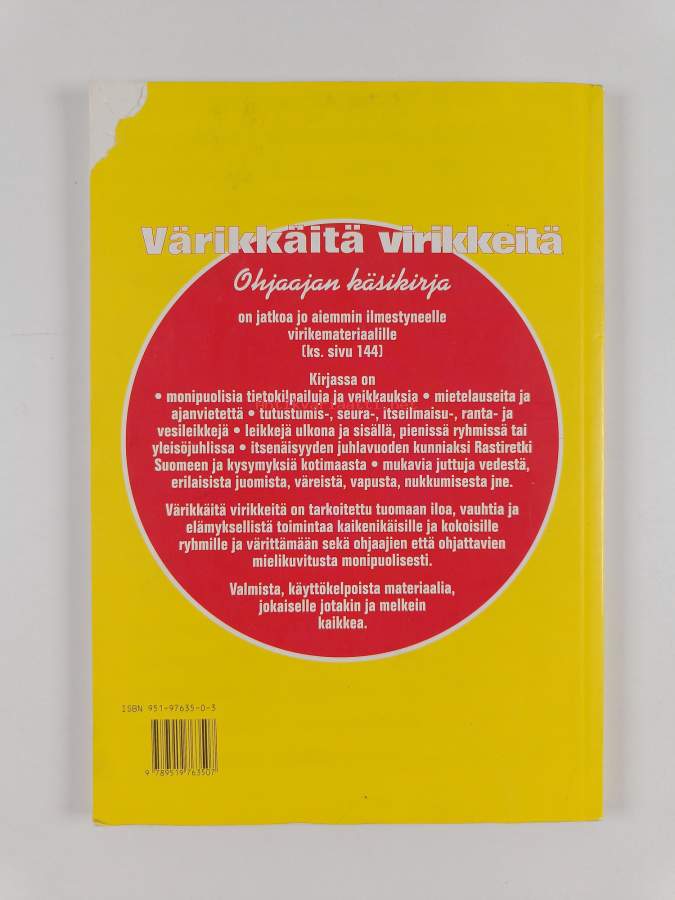 Värikkäitä virikkeitä
Ohjaajan käsikirja
on jatkoa jo aiemmin ilmestyneelle
virikemateriaalille
(ks. sivu 144)
Kirjassa on
• monipuolisia tietokilpailuja ja veikkauksia • mietelauseita ja
ajanvietettä • tutustumis-, seura-, itseilmaisu-, ranta- ja
vesileikkejä • leikkejä ulkona ja sisällä, pienissä ryhmissä tai
yleisöjuhlissa • itsenäisyyden juhlavuoden kunniaksi Rastiretki
Suomeen ja kysymyksiä kotimaasta • mukavia juttuja vedestä,
erilaisista juomista, väreistä, vapusta, nukkumisesta jne.
Värikkäitä virikkeitä on tarkoitettu tuomaan iloa, vauhtia ja
elämyksellistä toimintaa kaikenikäisille ja kokoisille
ryhmille ja värittämään sekä ohjaajien että ohjattavien
mielikuvitusta monipuolisesti.
Valmista, käyttökelpoista materiaalia,
jokaiselle jotakin ja melkein
kaikkea.
ISBN 951-97635-0-3
9 789519 763507